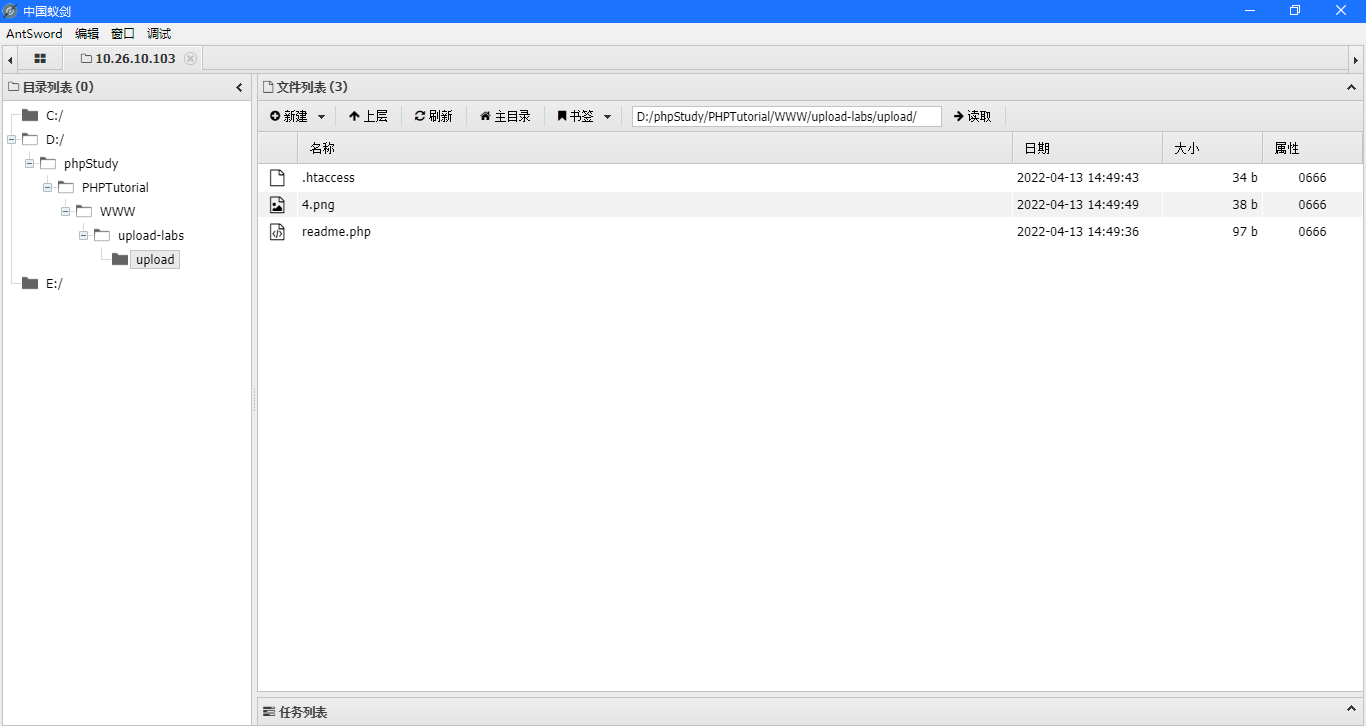 中国蚁剑
AntSword 编辑 窗口 调试
10.26.10.103
目录列表 (0)
C:/
D:/
phpStudy
PHPTutorial
WWW
upload-labs
upload
E:/
文件列表 (3)
新建 上层 刷新 主目录 书签 D:/phpStudy/PHPTutorial/WWW/upload-labs/upload/ 读取
名称 日期 大小 属性
.htaccess 2022-04-13 14:49:43 34 b 0666
4.png 2022-04-13 14:49:49 38 b 0666
readme.php 2022-04-13 14:49:36 97 b 0666
任务列表